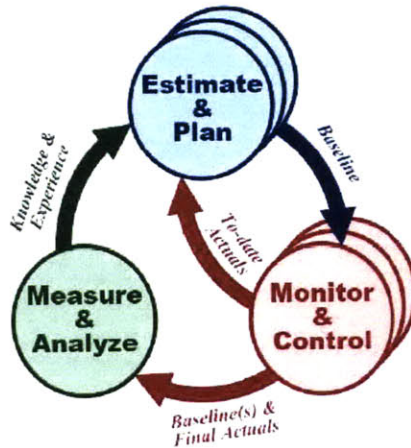 Estimate
&
Plan
Baseline
Knowledge &
Experience
To-date
Actuals
Measure
&
Analyze
Monitor
&
Control
Baseline(s) &
Final Actuals